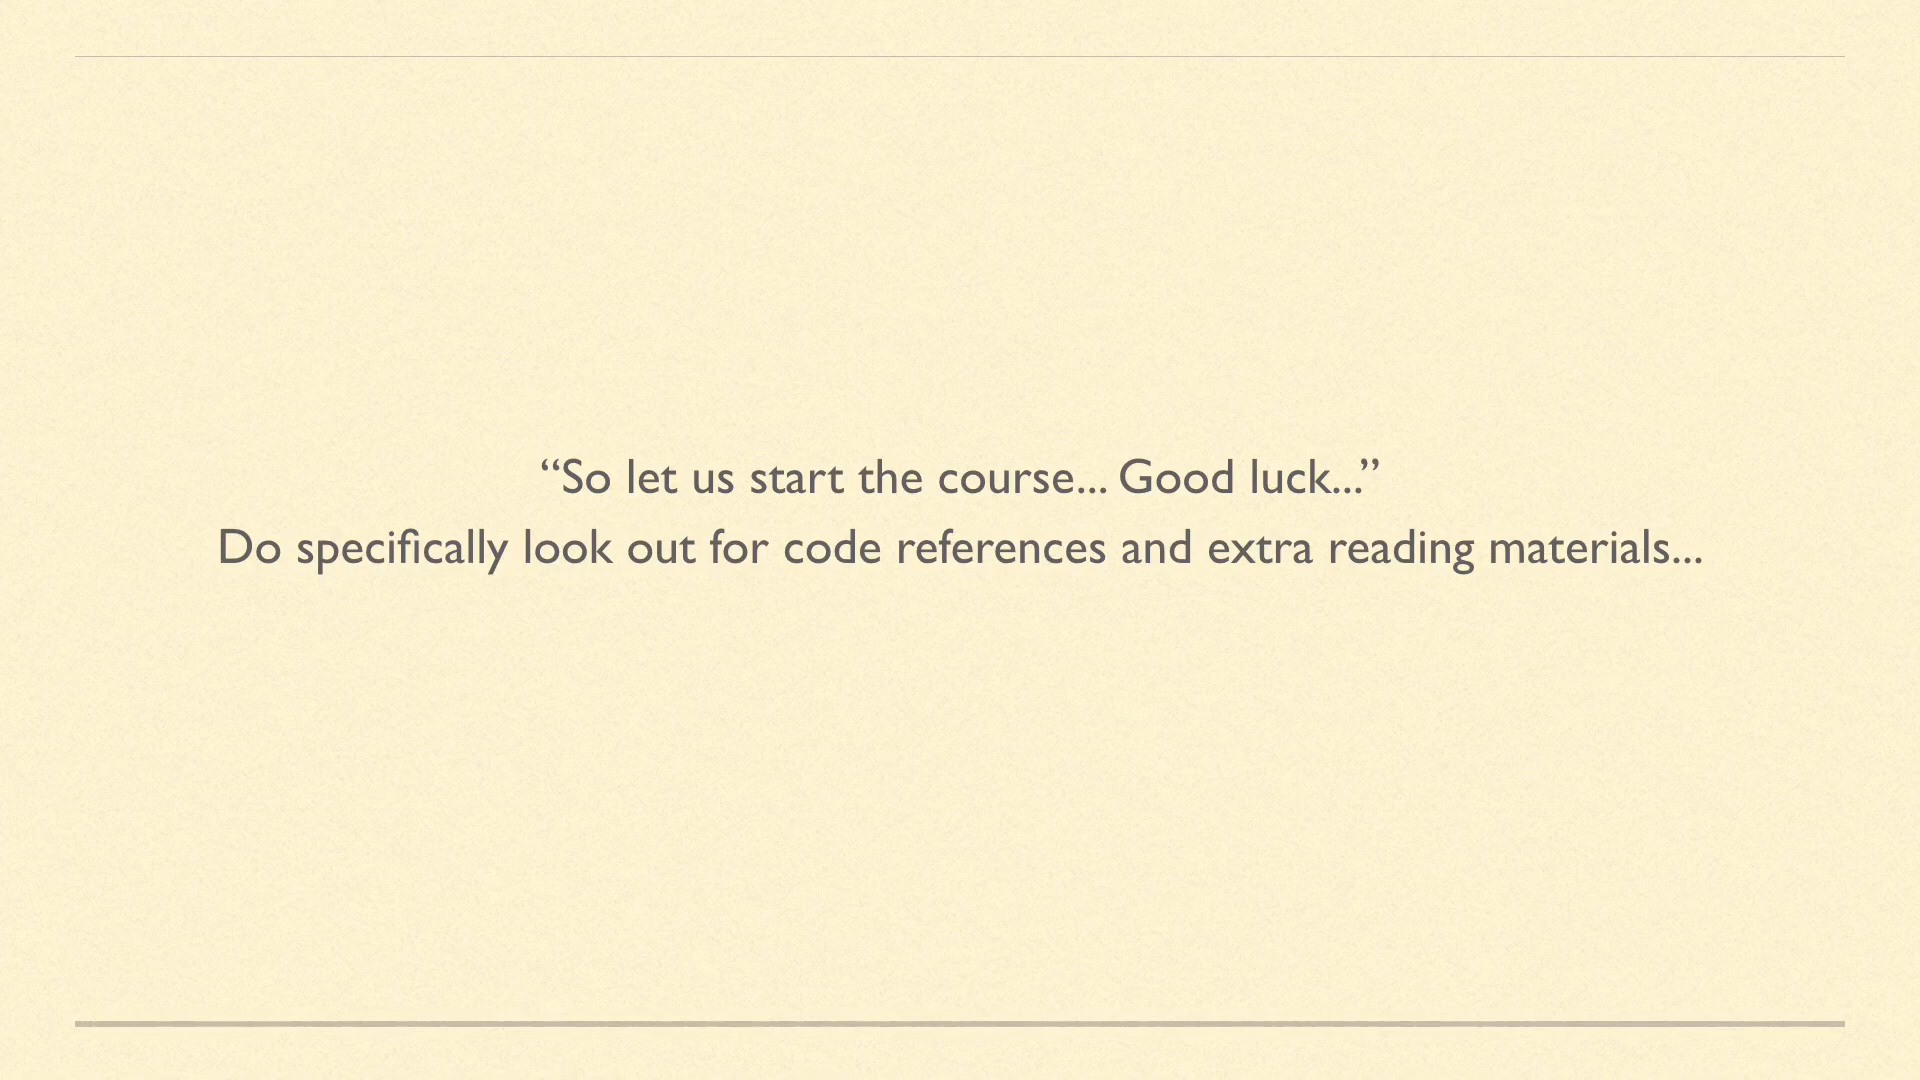 “So let us start the course... Good luck...”
Do specifically look out for code references and extra reading materials...